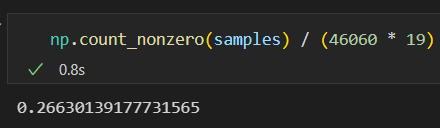 np.count_nonzero(samples) / (46060 * 19)
0.8s
0.26630139177731565